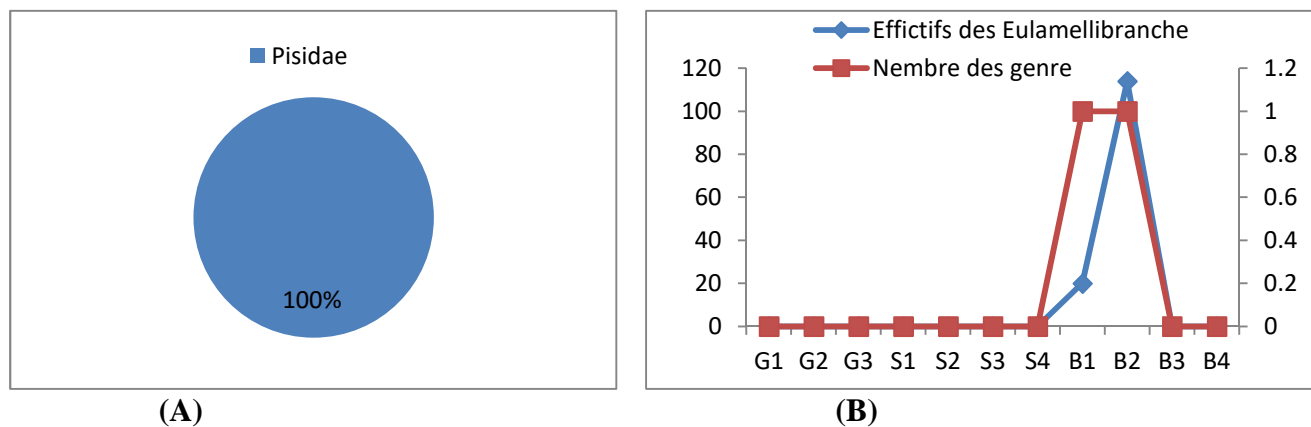 Pisidae
100%
(A)
Effictifs des Eulamellibranche
Nembre des genre
120
100
80
60
40
20
0
1.2
1
0.8
0.6
0.4
0.2
0
G1 G2 G3 S1 S2 S3 S4 B1 B2 B3 B4
(B)